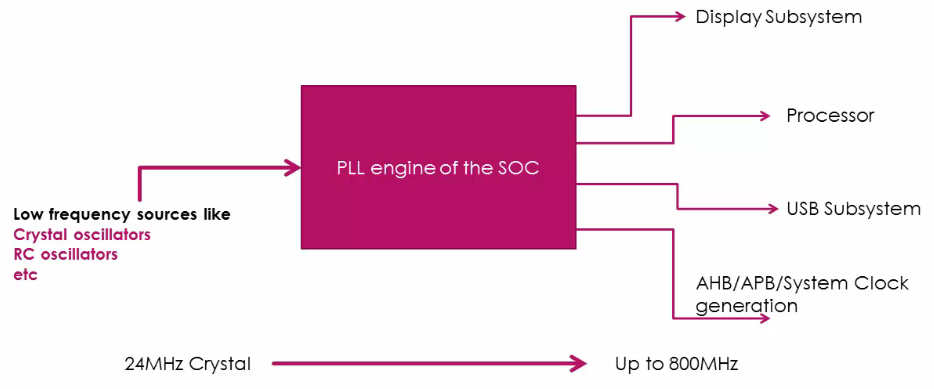 Display Subsystem
Processor
PLL engine of the SOC
Low frequency sources like
Crystal oscillators
RC oscillators
etc
USB Subsystem
AHB/APB/System Clock
generation
24MHz Crystal
Up to 800MHz